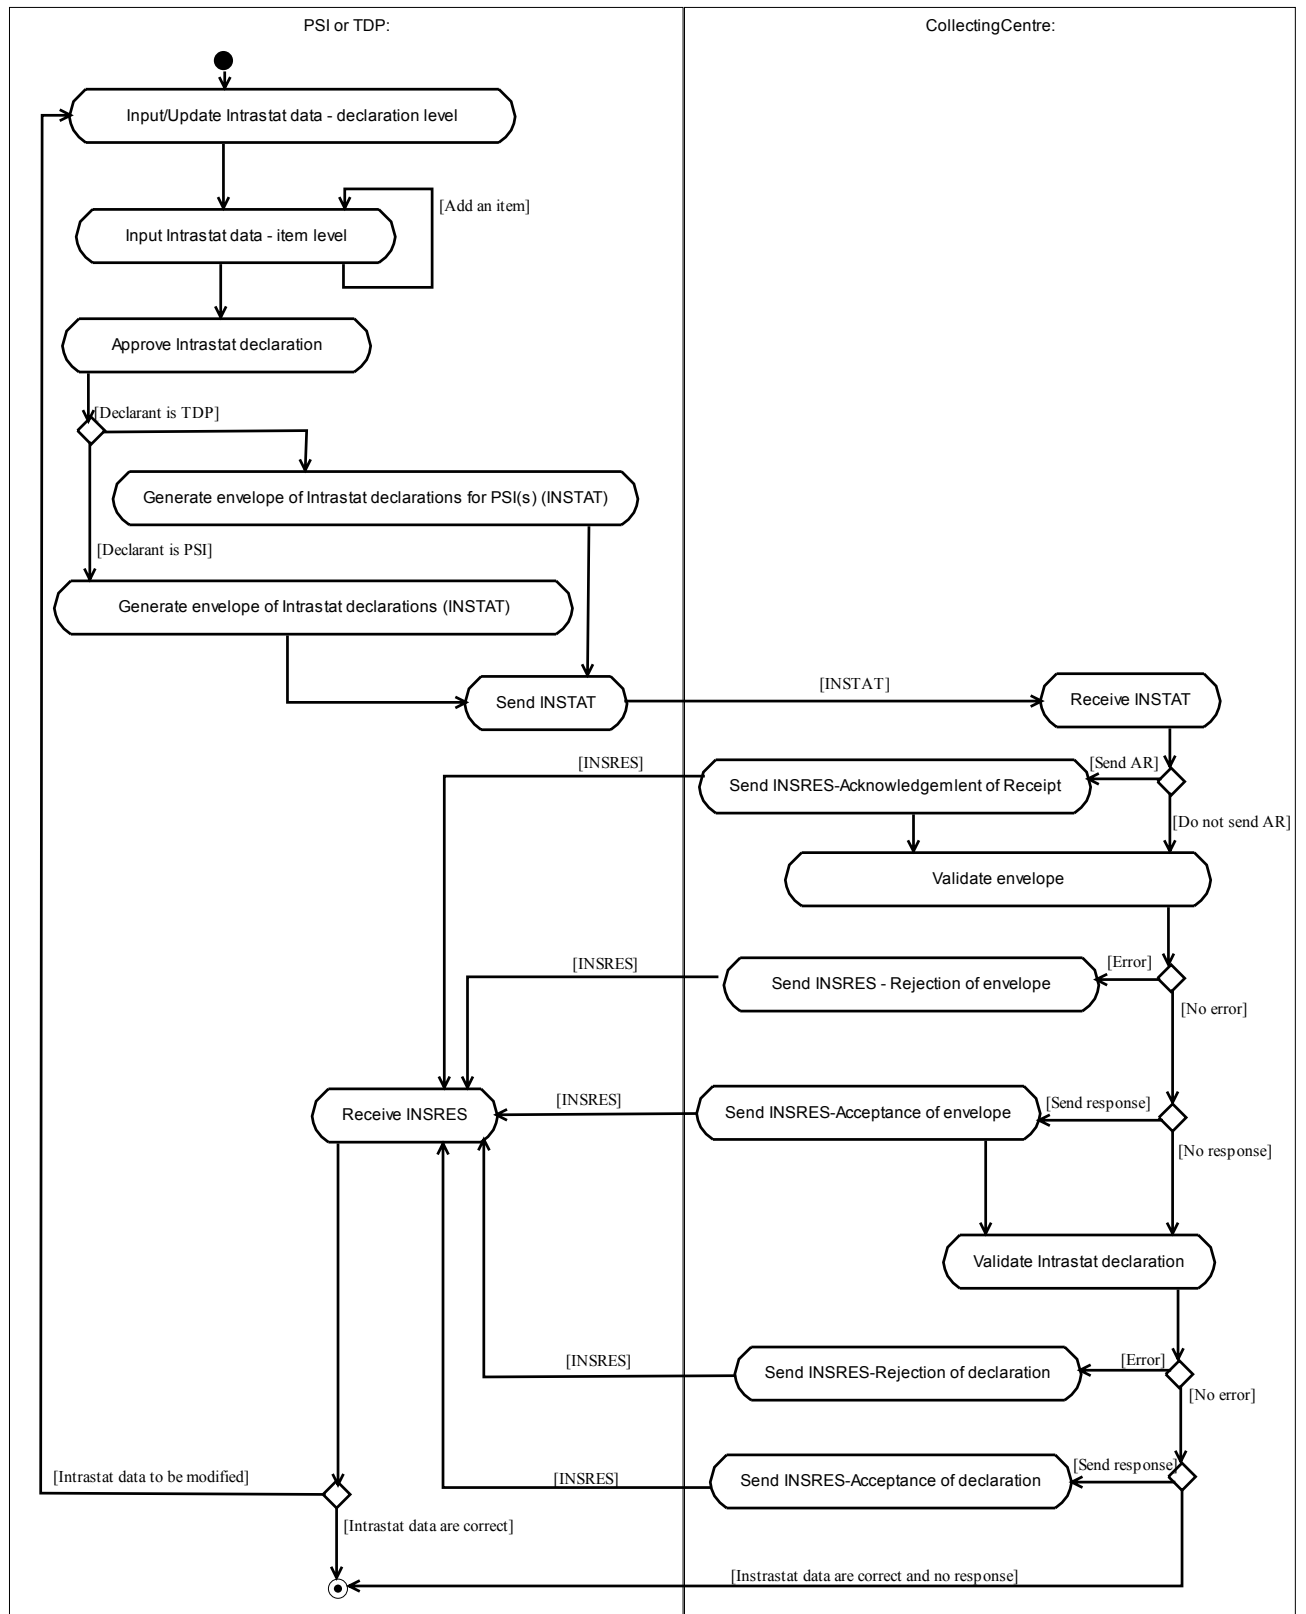 PSI or TDP:
CollectingCentre:
Input/Update Intrastat data - declaration level
[Add an item]
Input Intrastat data - item level
Approve Intrastat declaration
[Declarant is TDP]
Generate envelope of Intrastat declarations for PSI(s) (INSTAT)
[Declarant is PSI]
Generate envelope of Intrastat declarations (INSTAT)
Send INSTAT
[INSTAT]
Receive INSTAT
[INSRES]
Send INSRES-Acknowledgemlent of Receipt
[Send AR]
[Do not send AR]
Validate envelope
[INSRES]
Send INSRES - Rejection of envelope
[Error]
[No error]
Receive INSRES
[INSRES]
Send INSRES-Acceptance of envelope
[Send response]
[No response]
Validate Intrastat declaration
[INSRES]
Send INSRES-Rejection of declaration
[Error]
[No error]
[Intrastat data to be modified]
[INSRES]
Send INSRES-Acceptance of declaration
[Send response]
[Intrastat data are correct]
[Instrastat data are correct and no response]